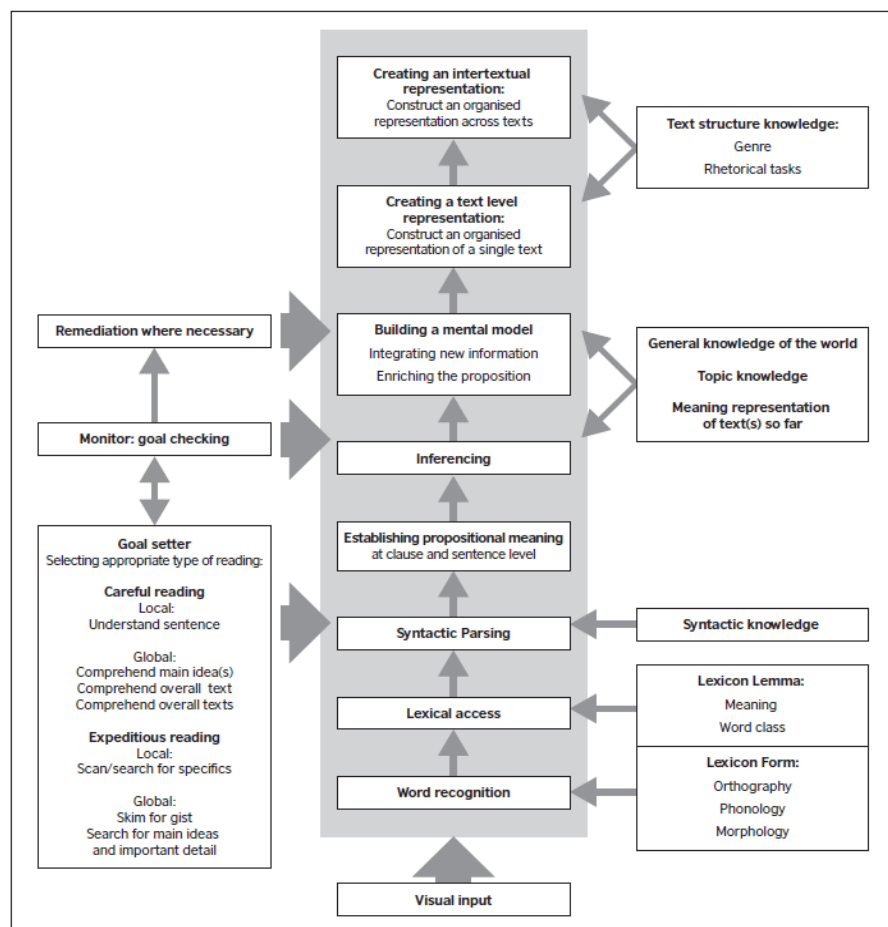 Creating an intertextual
representation:
Construct an organised
representation across texts
Text structure knowledge:
Genre
Rhetorical tasks
Creating a text level
representation:
Construct an organised
representation of a single text
Remediation where necessary
Building a mental model
Integrating new information
Enriching the proposition
General knowledge of the world
Topic knowledge
Meaning representation
of text(s) so far
Monitor: goal checking
Inferencing
Goal setter
Selecting appropriate type of reading:
Careful reading
Local:
Understand sentence
Global:
Comprehend main idea(s)
Comprehend overall text
Comprehend overall texts
Expeditious reading
Local:
Scan/search for specifics
Global:
Skim for gist
Search for main ideas
and important detail
Establishing propositional meaning
at clause and sentence level
Syntactic Parsing
Syntactic knowledge
Lexical access
Lexicon Lemma:
Meaning
Word class
Word recognition
Lexicon Form:
Orthography
Phonology
Morphology
Visual input